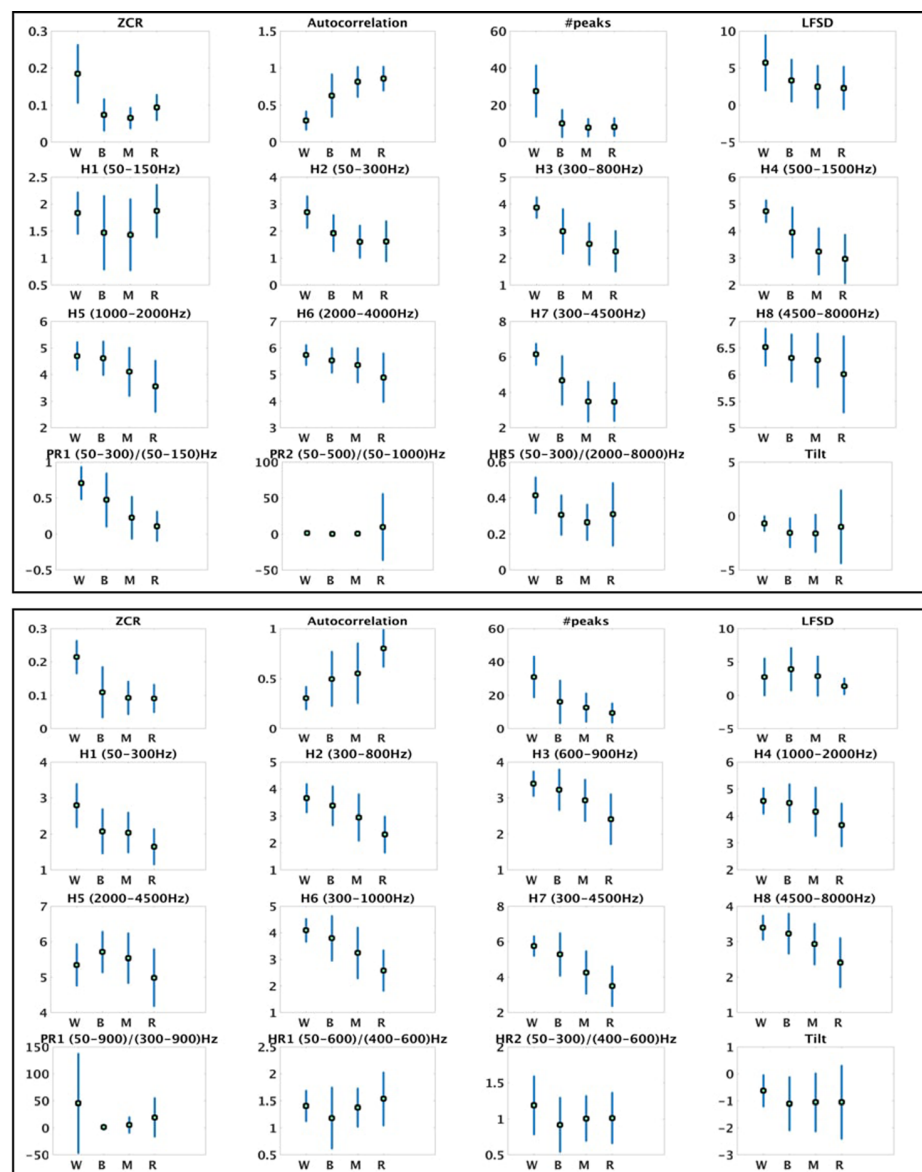 ZCR Autocorrelation #peaks LFSD
0.3 1.5 60 10
0.2 1 40 5
0.1 0.5 20 0
0 0 0 -5
W B M R W B M R W B M R W B M R
H1 (50-150Hz) H2 (50-300Hz) H3 (300-800Hz) H4 (500-1500Hz)
2.5 4 5 6
2 3 4 5
1.5 2 3 4
1 1 2 3
0.5 0 1 2
W B M R W B M R W B M R W B M R
H5 (1000-2000Hz) H6 (2000-4000Hz) H7 (300-4500Hz) H8 (4500-8000Hz)
6 7 8 7
5 6 6 6.5
4 5 4 6
3 4 5.5
2 3 2 5
W B M R W B M R W B M R W B M R
PR1 (50-300)/(50-150)Hz PR2 (50-500)/(50-1000)Hz HR5 (50-300)/(2000-8000)Hz Tilt
1 100 0.6 5
0.5 50 0.4 0
0 0 0.2
-0.5 -50 0 -5
W B M R W B M R W B M R W B M R
ZCR Autocorrelation #peaks LFSD
0.3 1 60 10
0.2 40 5
0.1 0.5 20 0
0 0 0 -5
W B M R W B M R W B M R W B M R
H1 (50-300Hz) H2 (300-800Hz) H3 (600-900Hz) H4 (1000-2000Hz)
4 5 4 6
3 4 3 5
2 3 2 4
2 3
1 1 1 2
W B M R W B M R W B M R W B M R
H5 (2000-4500Hz) H6 (300-1000Hz) H7 (300-4500Hz) H8 (4500-8000Hz)
7 5 8 4
6 4 6 3
5 3 4 2
2
4 1 2 1
W B M R W B M R W B M R W B M R
PR1 (50-900)/(300-900)Hz HR1 (50-600)/(400-600)Hz HR2 (50-300)/(400-600)Hz Tilt
150 2.5 2 1
100 2 1.5 0
50 1.5 1 -1
0 1 -2
-50 0.5 0.5 -3
W B M R W B M R W B M R W B M R